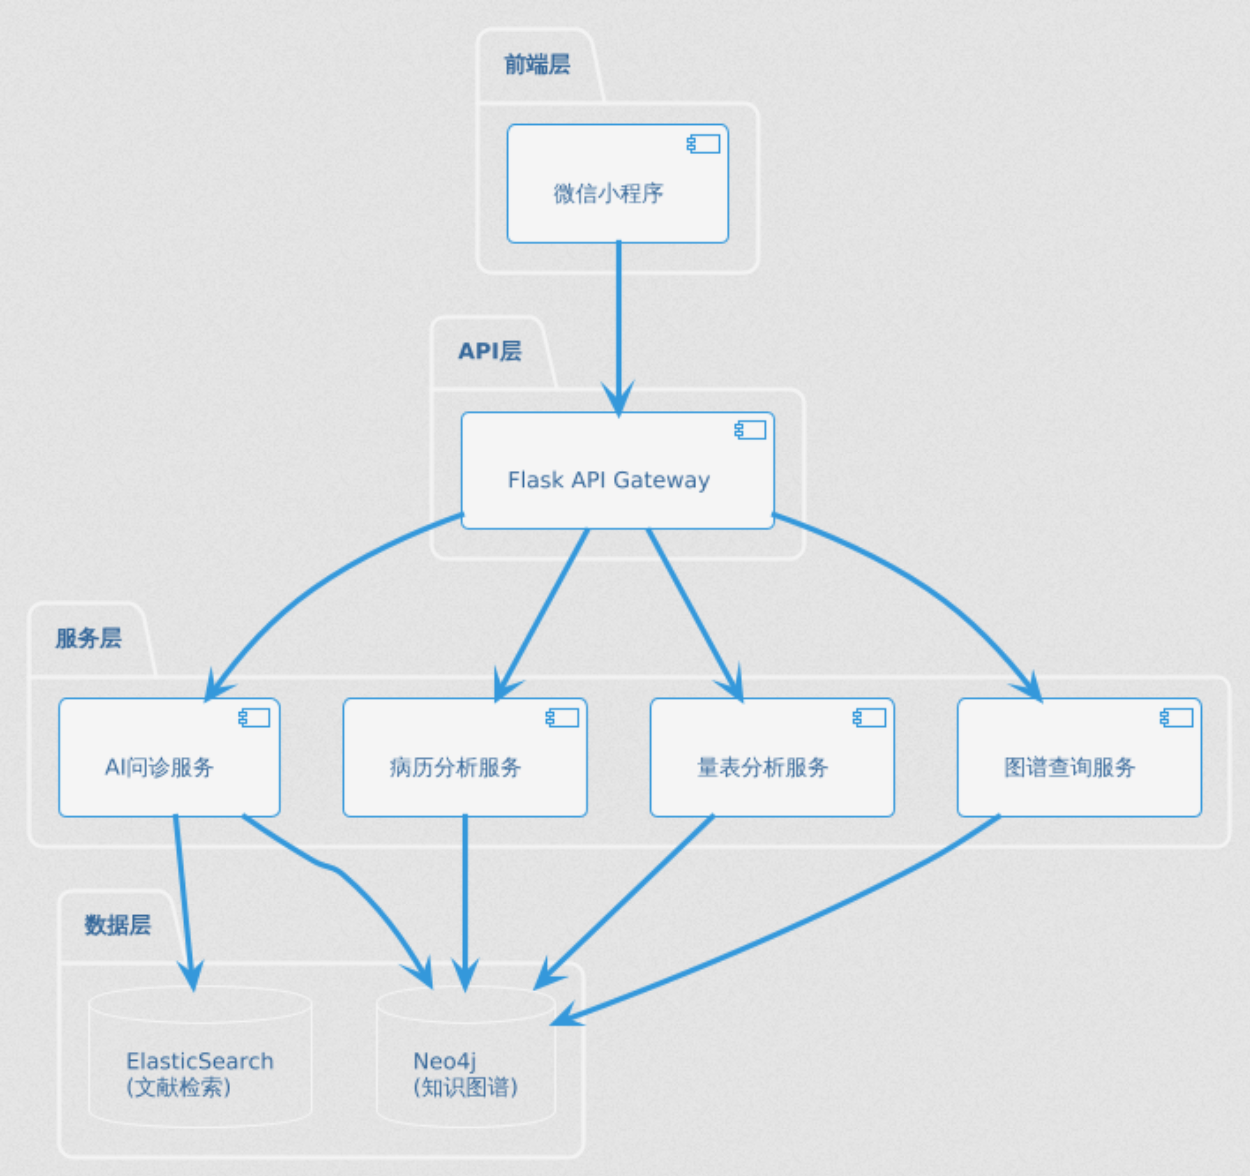 前端层
微信小程序
API层
Flask API Gateway
服务层
AI问诊服务
病历分析服务
量表分析服务
图谱查询服务
数据层
ElasticSearch
(文献检索)
Neo4j
(知识图谱)